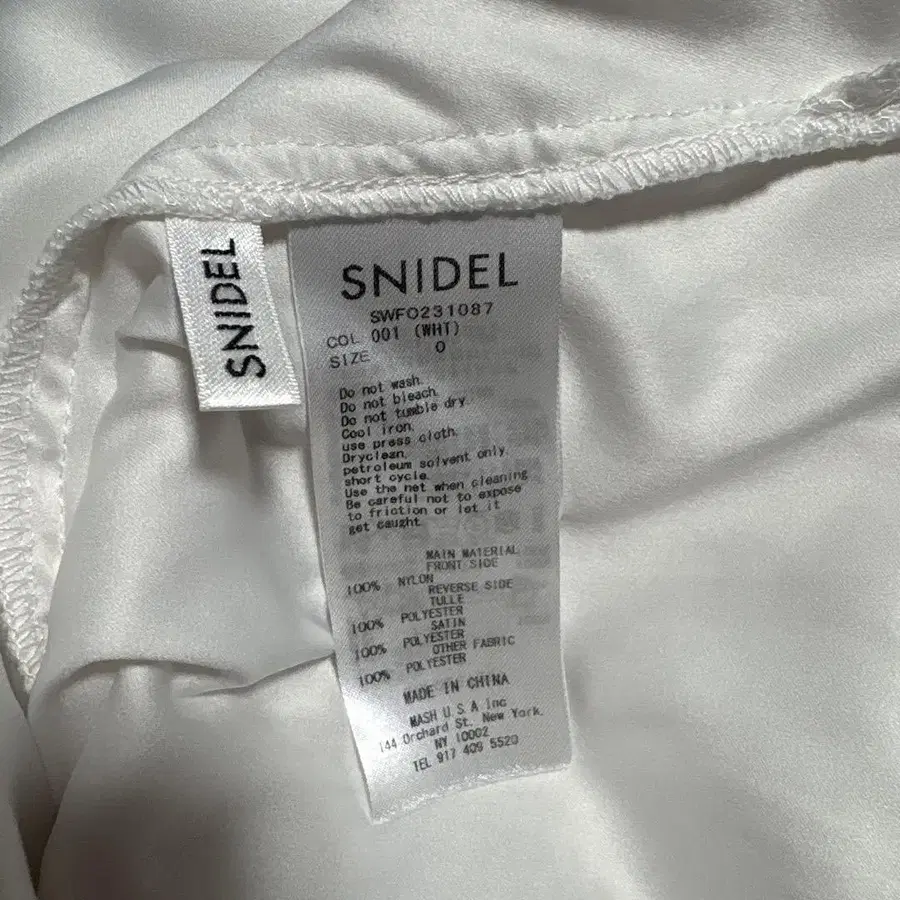 SNIDEL
SNIDEL
SWFO231087
COL 001 (WHT)
SIZE 0
Do not wash.
Do not bleach.
Do not tumble dry.
Cool iron.
use press cloth.
Dryclean.
petroleum solvent only.
short cycle.
Use the net when cleaning
Be careful not to expose
to friction or let it
get caught.
MAIN MATERIAL
FRONT SIDE
100% NYLON
REVERSE SIDE
TULLE
100% POLYESTER
SATIN
100% POLYESTER
OTHER FABRIC
100% POLYESTER
MADE IN CHINA
MASH U.S.A Inc
144 Orchard St. New York.
NY 10002
TEL 917 409 5520